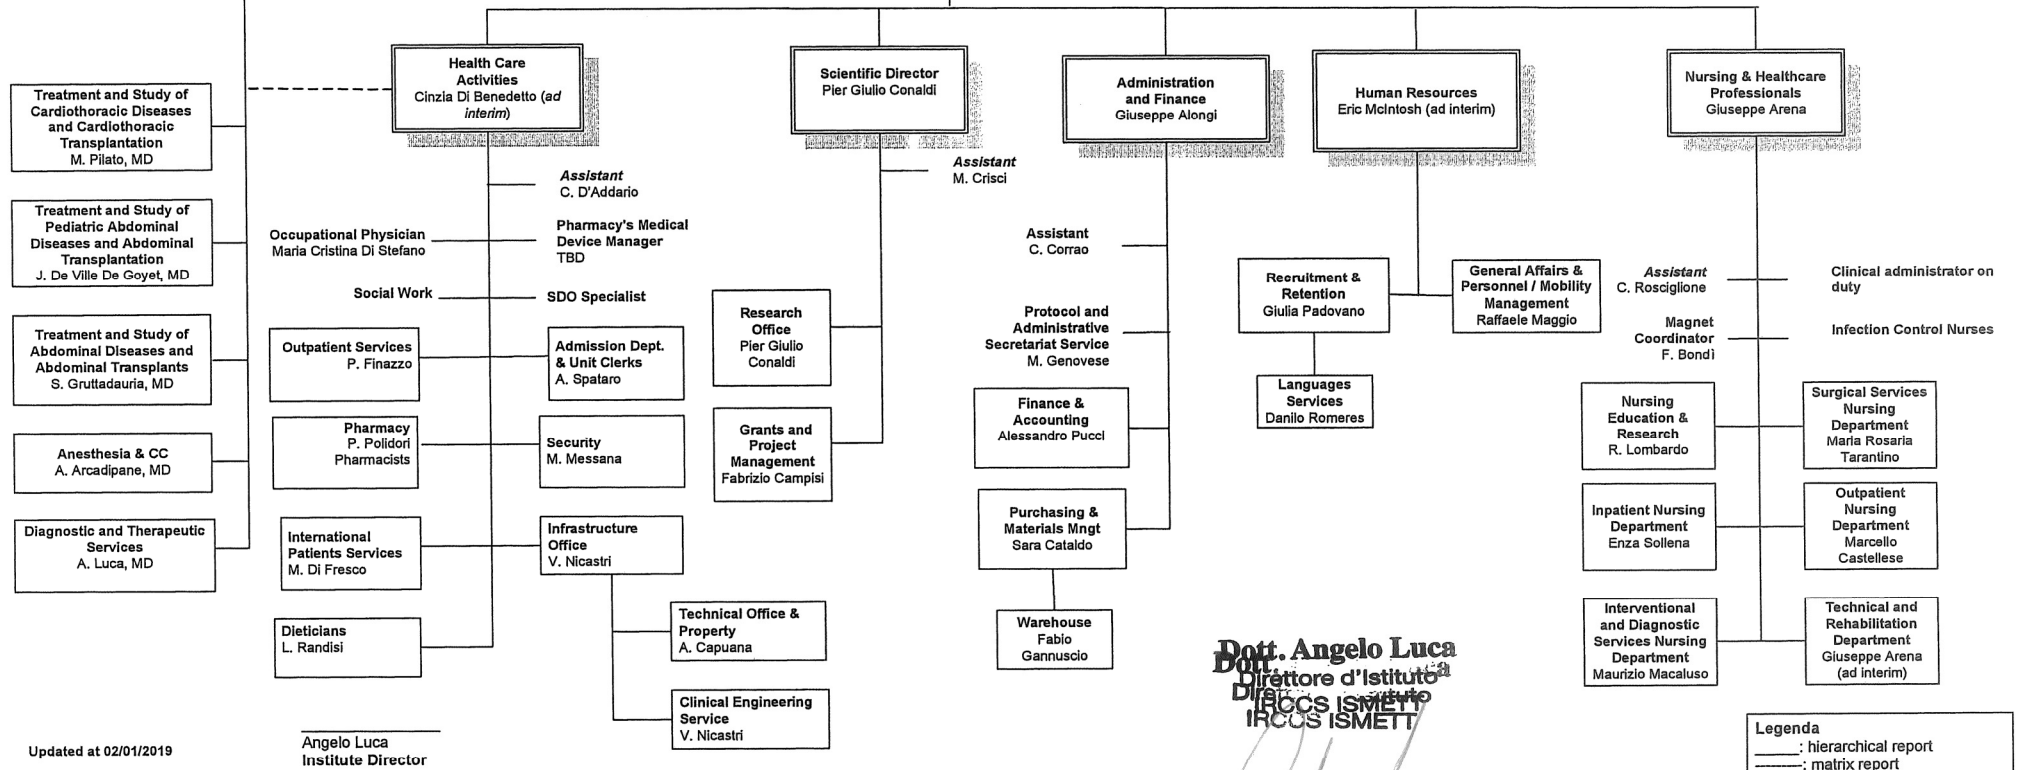 Treatment and Study of
Cardiothoracic Diseases
and Cardiothoracic
Transplantation
M. Pilato, MD
Treatment and Study of
Pediatric Abdominal
Diseases and Abdominal
Transplantation
J. De Ville De Goyet, MD
Treatment and Study of
Abdominal Diseases and
Abdominal Transplants
S. Gruttadauria, MD
Anesthesia & CC
A. Arcadipane, MD
Diagnostic and Therapeutic
Services
A. Luca, MD
Health Care
Activities
Cinzia Di Benedetto (ad
interim)
Assistant
C. D'Addario
Occupational Physician
Maria Cristina Di Stefano
Pharmacy's Medical
Device Manager
TBD
Social Work
SDO Specialist
Outpatient Services
P. Finazzo
Admission Dept.
& Unit Clerks
A. Spataro
Pharmacy
P. Polidori
Pharmacists
Security
M. Messana
International
Patients Services
M. Di Fresco
Infrastructure
Office
V. Nicastri
Dieticians
L. Randisi
Technical Office &
Property
A. Capuana
Clinical Engineering
Service
V. Nicastri
Scientific Director
Pier Giulio Conaldi
Assistant
M. Crisci
Research
Office
Pier Giulio
Conaldi
Grants and
Project
Management
Fabrizio Campisi
Administration
and Finance
Giuseppe Alongi
Assistant
C. Corrao
Protocol and
Administrative
Secretariat Service
M. Genovese
Finance &
Accounting
Alessandro Pucci
Purchasing &
Materials Mngt
Sara Cataldo
Warehouse
Fabio
Gannuscio
Human Resources
Eric McIntosh (ad interim)
Recruitment &
Retention
Giulia Padovano
General Affairs &
Personnel / Mobility
Management
Raffaele Maggio
Languages
Services
Danilo Romeres
Nursing & Healthcare
Professionals
Giuseppe Arena
Assistant
C. Rosciglione
Clinical administrator on
duty
Magnet
Coordinator
F. Bondì
Infection Control Nurses
Nursing
Education &
Research
R. Lombardo
Surgical Services
Nursing
Department
Maria Rosaria
Tarantino
Inpatient Nursing
Department
Enza Sollena
Outpatient
Nursing
Department
Marcello
Castellese
Interventional
and Diagnostic
Services Nursing
Department
Maurizio Macaluso
Technical and
Rehabilitation
Department
Giuseppe Arena
(ad interim)
Updated at 02/01/2019
Angelo Luca
Institute Director
Dott. Angelo Luca
Direttore d'Istituto
IRCCS ISMETT
IRCCS ISMETT
Legenda
______: hierarchical report
--------: matrix report